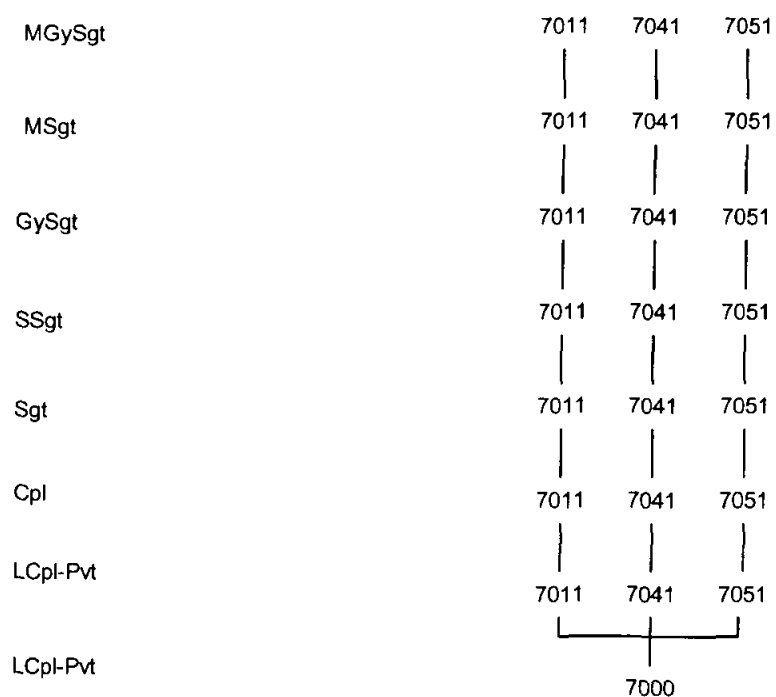 MGySgt 7011 7041 7051
MSgt 7011 7041 7051
GySgt 7011 7041 7051
SSgt 7011 7041 7051
Sgt 7011 7041 7051
Cpl 7011 7041 7051
LCpl-Pvt 7011 7041 7051
LCpl-Pvt 7000